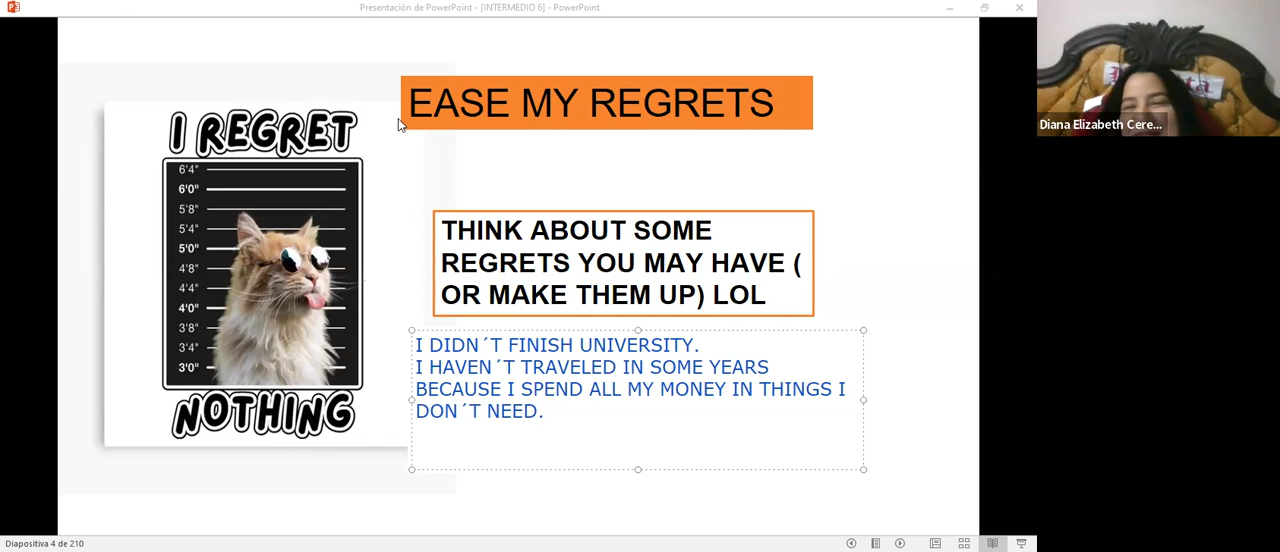 Presentación de PowerPoint - [INTERMEDIO 6] - PowerPoint
EASE MY REGRETS
I REGRET
6'4"
6'0"
5'8"
5'4"
5'0"
4'8"
4'4"
4'0"
3'8"
3'4"
3'0"
NOTHING
THINK ABOUT SOME
REGRETS YOU MAY HAVE (
OR MAKE THEM UP) LOL
I DIDN´T FINISH UNIVERSITY.
I HAVEN´T TRAVELED IN SOME YEARS
BECAUSE I SPEND ALL MY MONEY IN THINGS I
DON´T NEED.
Diana Elizabeth Cere...
Diapositiva 4 de 210